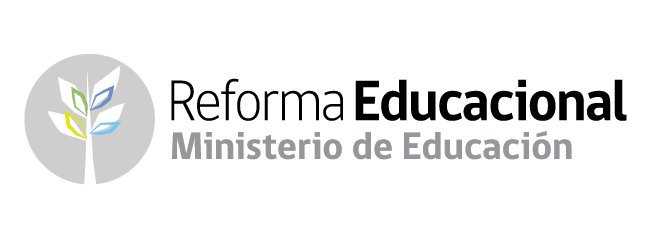 Reforma Educacional
Ministerio de Educación